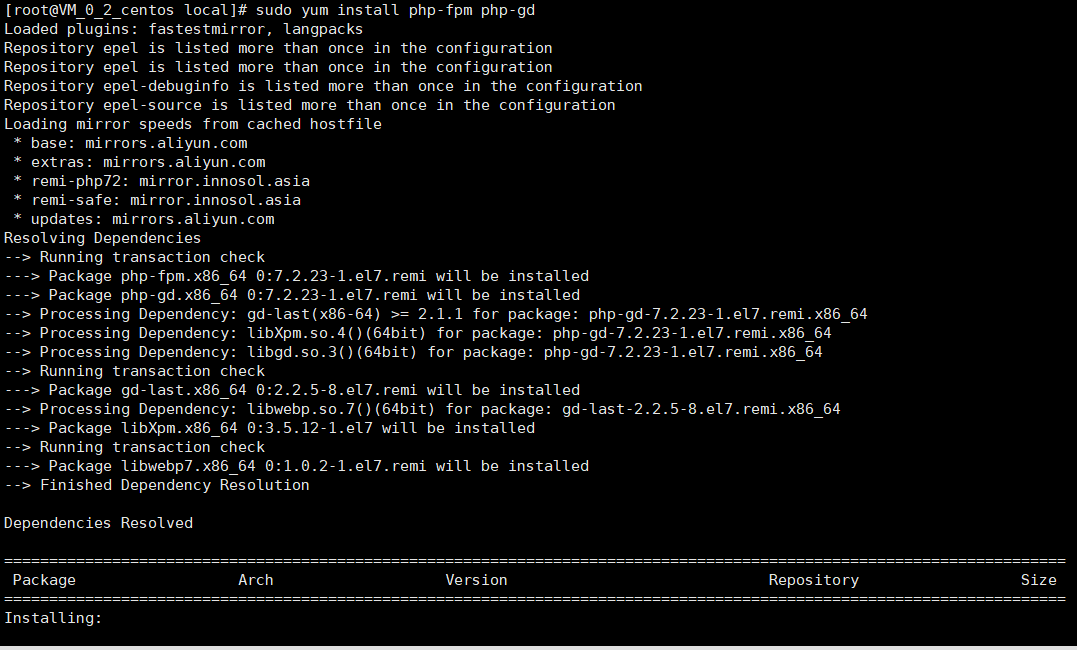 [root@VM_0_2_centos local]# sudo yum install php-fpm php-gd
Loaded plugins: fastestmirror, langpacks
Repository epel is listed more than once in the configuration
Repository epel is listed more than once in the configuration
Repository epel-debuginfo is listed more than once in the configuration
Repository epel-source is listed more than once in the configuration
Loading mirror speeds from cached hostfile
 * base: mirrors.aliyun.com
 * extras: mirrors.aliyun.com
 * remi-php72: mirror.innosol.asia
 * remi-safe: mirror.innosol.asia
 * updates: mirrors.aliyun.com
Resolving Dependencies
--> Running transaction check
---> Package php-fpm.x86_64 0:7.2.23-1.el7.remi will be installed
---> Package php-gd.x86_64 0:7.2.23-1.el7.remi will be installed
--> Processing Dependency: gd-last(x86-64) >= 2.1.1 for package: php-gd-7.2.23-1.el7.remi.x86_64
--> Processing Dependency: libXpm.so.4()(64bit) for package: php-gd-7.2.23-1.el7.remi.x86_64
--> Processing Dependency: libgd.so.3()(64bit) for package: php-gd-7.2.23-1.el7.remi.x86_64
--> Running transaction check
---> Package gd-last.x86_64 0:2.2.5-8.el7.remi will be installed
--> Processing Dependency: libwebp.so.7()(64bit) for package: gd-last-2.2.5-8.el7.remi.x86_64
---> Package libXpm.x86_64 0:3.5.12-1.el7 will be installed
--> Running transaction check
---> Package libwebp7.x86_64 0:1.0.2-1.el7.remi will be installed
--> Finished Dependency Resolution

Dependencies Resolved

======================================================================================================================
 Package                  Arch                   Version                             Repository                  Size
======================================================================================================================
Installing: